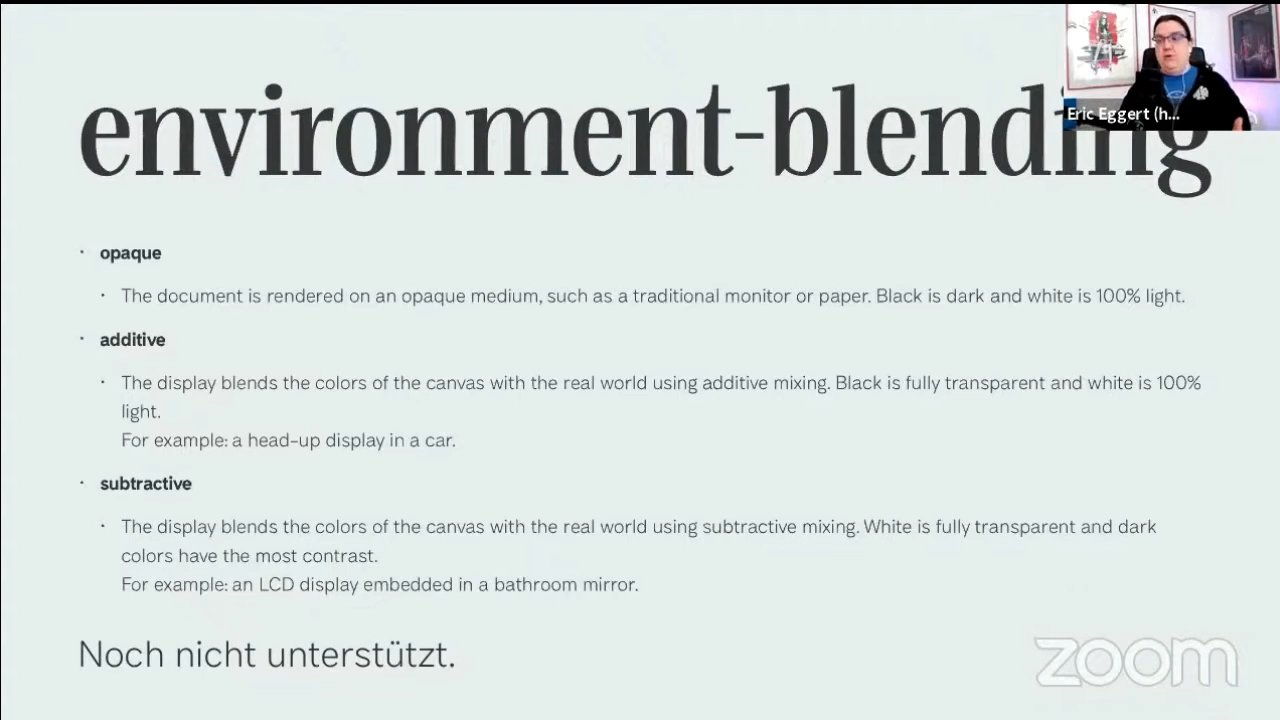 environment-blending
Eric Eggert (h...
· opaque
· The document is rendered on an opaque medium, such as a traditional monitor or paper. Black is dark and white is 100% light.
· additive
· The display blends the colors of the canvas with the real world using additive mixing. Black is fully transparent and white is 100%
light.
For example: a head-up display in a car.
· subtractive
· The display blends the colors of the canvas with the real world using subtractive mixing. White is fully transparent and dark
colors have the most contrast.
For example: an LCD display embedded in a bathroom mirror.
Noch nicht unterstützt.
zoom